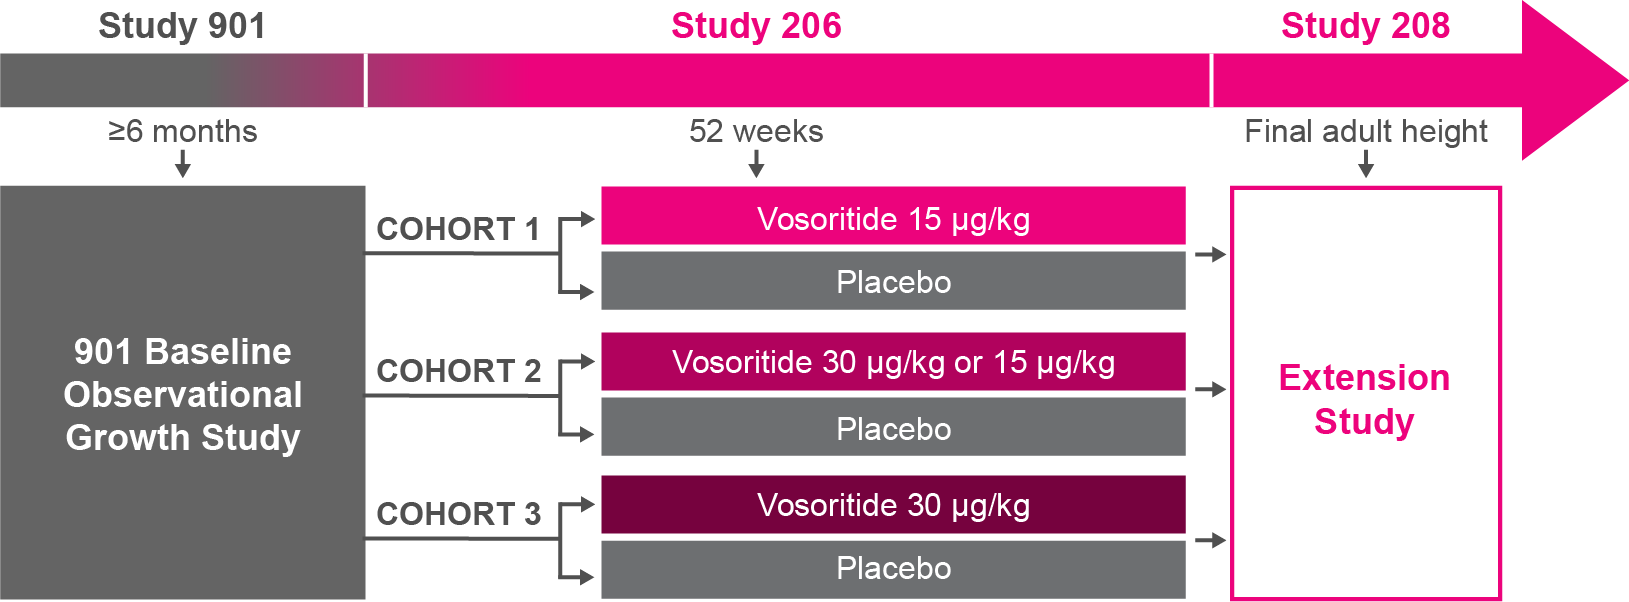 Study 901
Study 206
Study 208
≥6 months
52 weeks
Final adult height
901 Baseline
Observational
Growth Study
COHORT 1
Vosoritide 15 µg/kg
Placebo
COHORT 2
Vosoritide 30 µg/kg or 15 µg/kg
Placebo
COHORT 3
Vosoritide 30 µg/kg
Placebo
Extension
Study